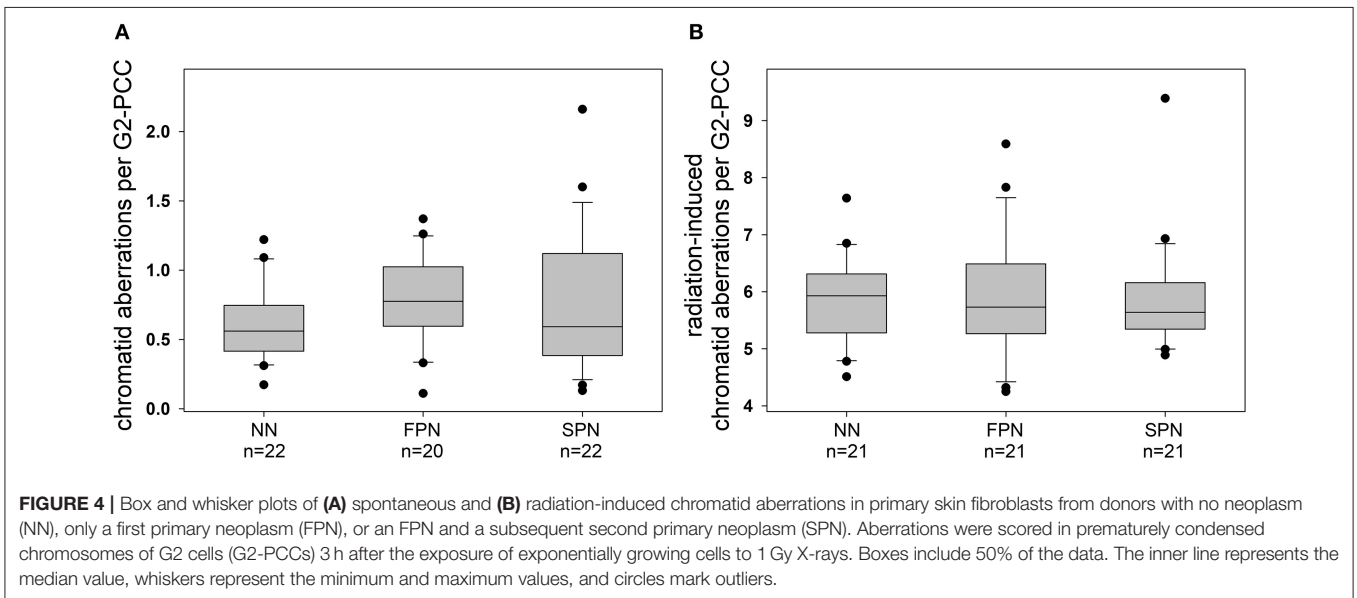 A
chromatid aberrations per G2-PCC
2.0
1.5
1.0
0.5
0.0
NN
FPN
SPN
n=22
n=20
n=22
B
radiation-induced
chromatid aberrations per G2-PCC
9
8
7
6
5
4
NN
FPN
SPN
n=21
n=21
n=21
FIGURE 4 | Box and whisker plots of (A) spontaneous and (B) radiation-induced chromatid aberrations in primary skin fibroblasts from donors with no neoplasm
(NN), only a first primary neoplasm (FPN), or an FPN and a subsequent second primary neoplasm (SPN). Aberrations were scored in prematurely condensed
chromosomes of G2 cells (G2-PCCs) 3 h after the exposure of exponentially growing cells to 1 Gy X-rays. Boxes include 50% of the data. The inner line represents the
median value, whiskers represent the minimum and maximum values, and circles mark outliers.